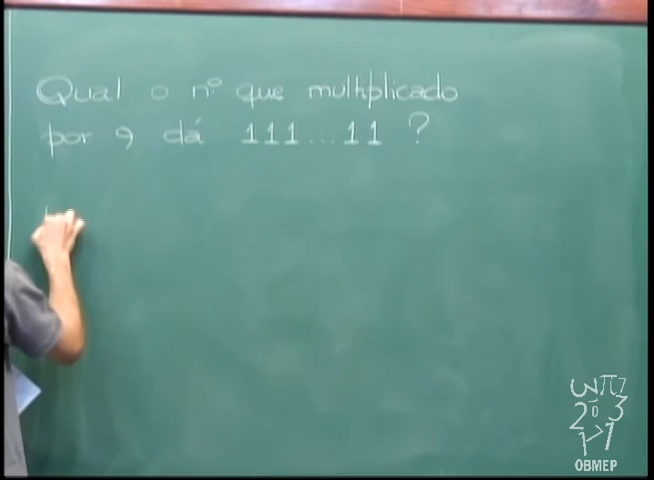 Qual o nº que multiplicado
por 9 dá 111...11 ?
OBMEP